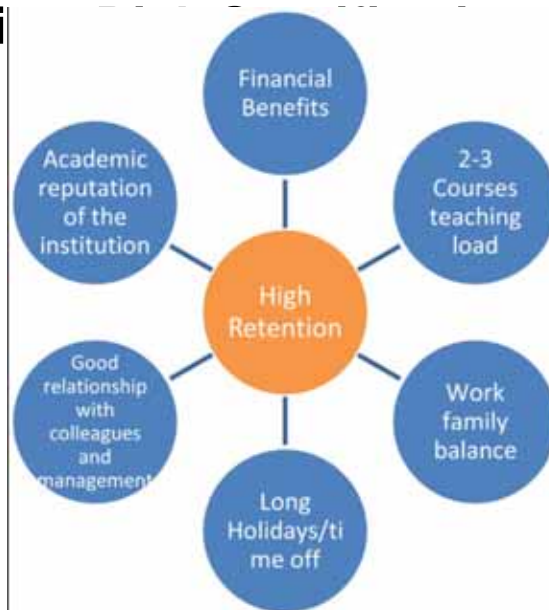 Financial
Benefits
2-3
Courses
teaching
load
Work
family
balance
Long
Holidays/ti
me off
Good
relationship
with
colleagues
and
management
Academic
reputation
of the
institution
High
Retention